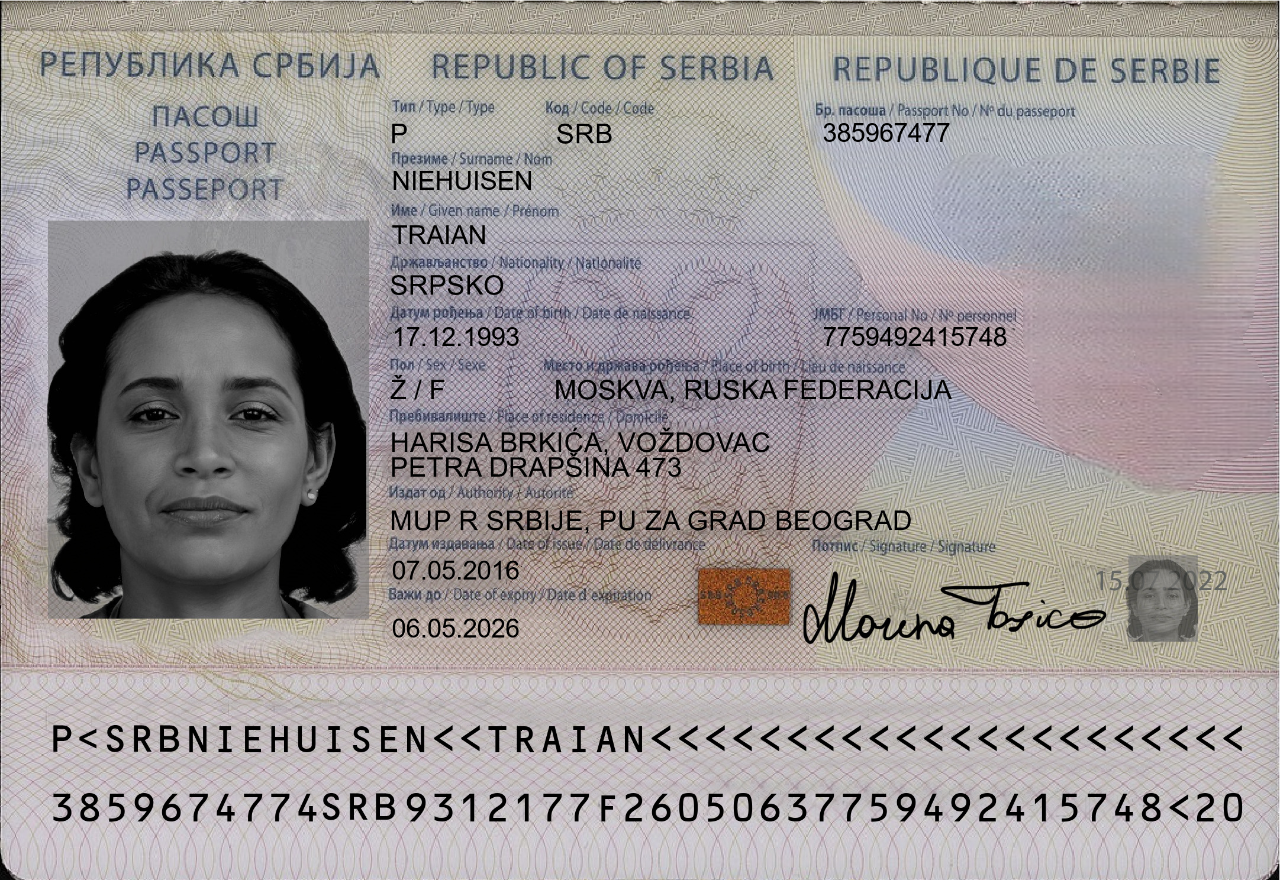 РЕПУБЛИКА СРБИЈА REPUBLIC OF SERBIA REPUBLIQUE DE SERBIE
ПАСОШ
PASSPORT
PASSEPORT
Тип / Type / Type Код / Code / Code Бр. пасоша / Passport No / Nº du passeport
P SRB 385967477
Презиме / Surname / Nom
NIEHUISEN
Име / Given name / Prénom
TRAIAN
Држављанство / Nationality / Nationalité
SRPSKO
Датум рођења / Date of birth / Date de naissance ЈМБГ / Personal No / Nº personnel
17.12.1993 7759492415748
Пол / Sex / Sexe Место и држава рођења / Place of birth / Lieu de naissance
Ž / F MOSKVA, RUSKA FEDERACIJA
Пребивалиште / Place of residence / Domicile
HARISA BRKIĆA, VOŽDOVAC
PETRA DRAPŠINA 473
Издат од / Authority / Autorité
MUP R SRBIJE, PU ZA GRAD BEOGRAD
Датум издавања / Date of issue / Date de délivrance Потпис / Signature / Signature
07.05.2016
Важи до / Date of expiry / Date d'expiration
06.05.2026
15.07.2022
P<SRBNIEHUISEN<<TRAIAN<<<<<<<<<<<<<<<<<<<<<<
3859674774SRB9312177F2605063775949241574​8<20